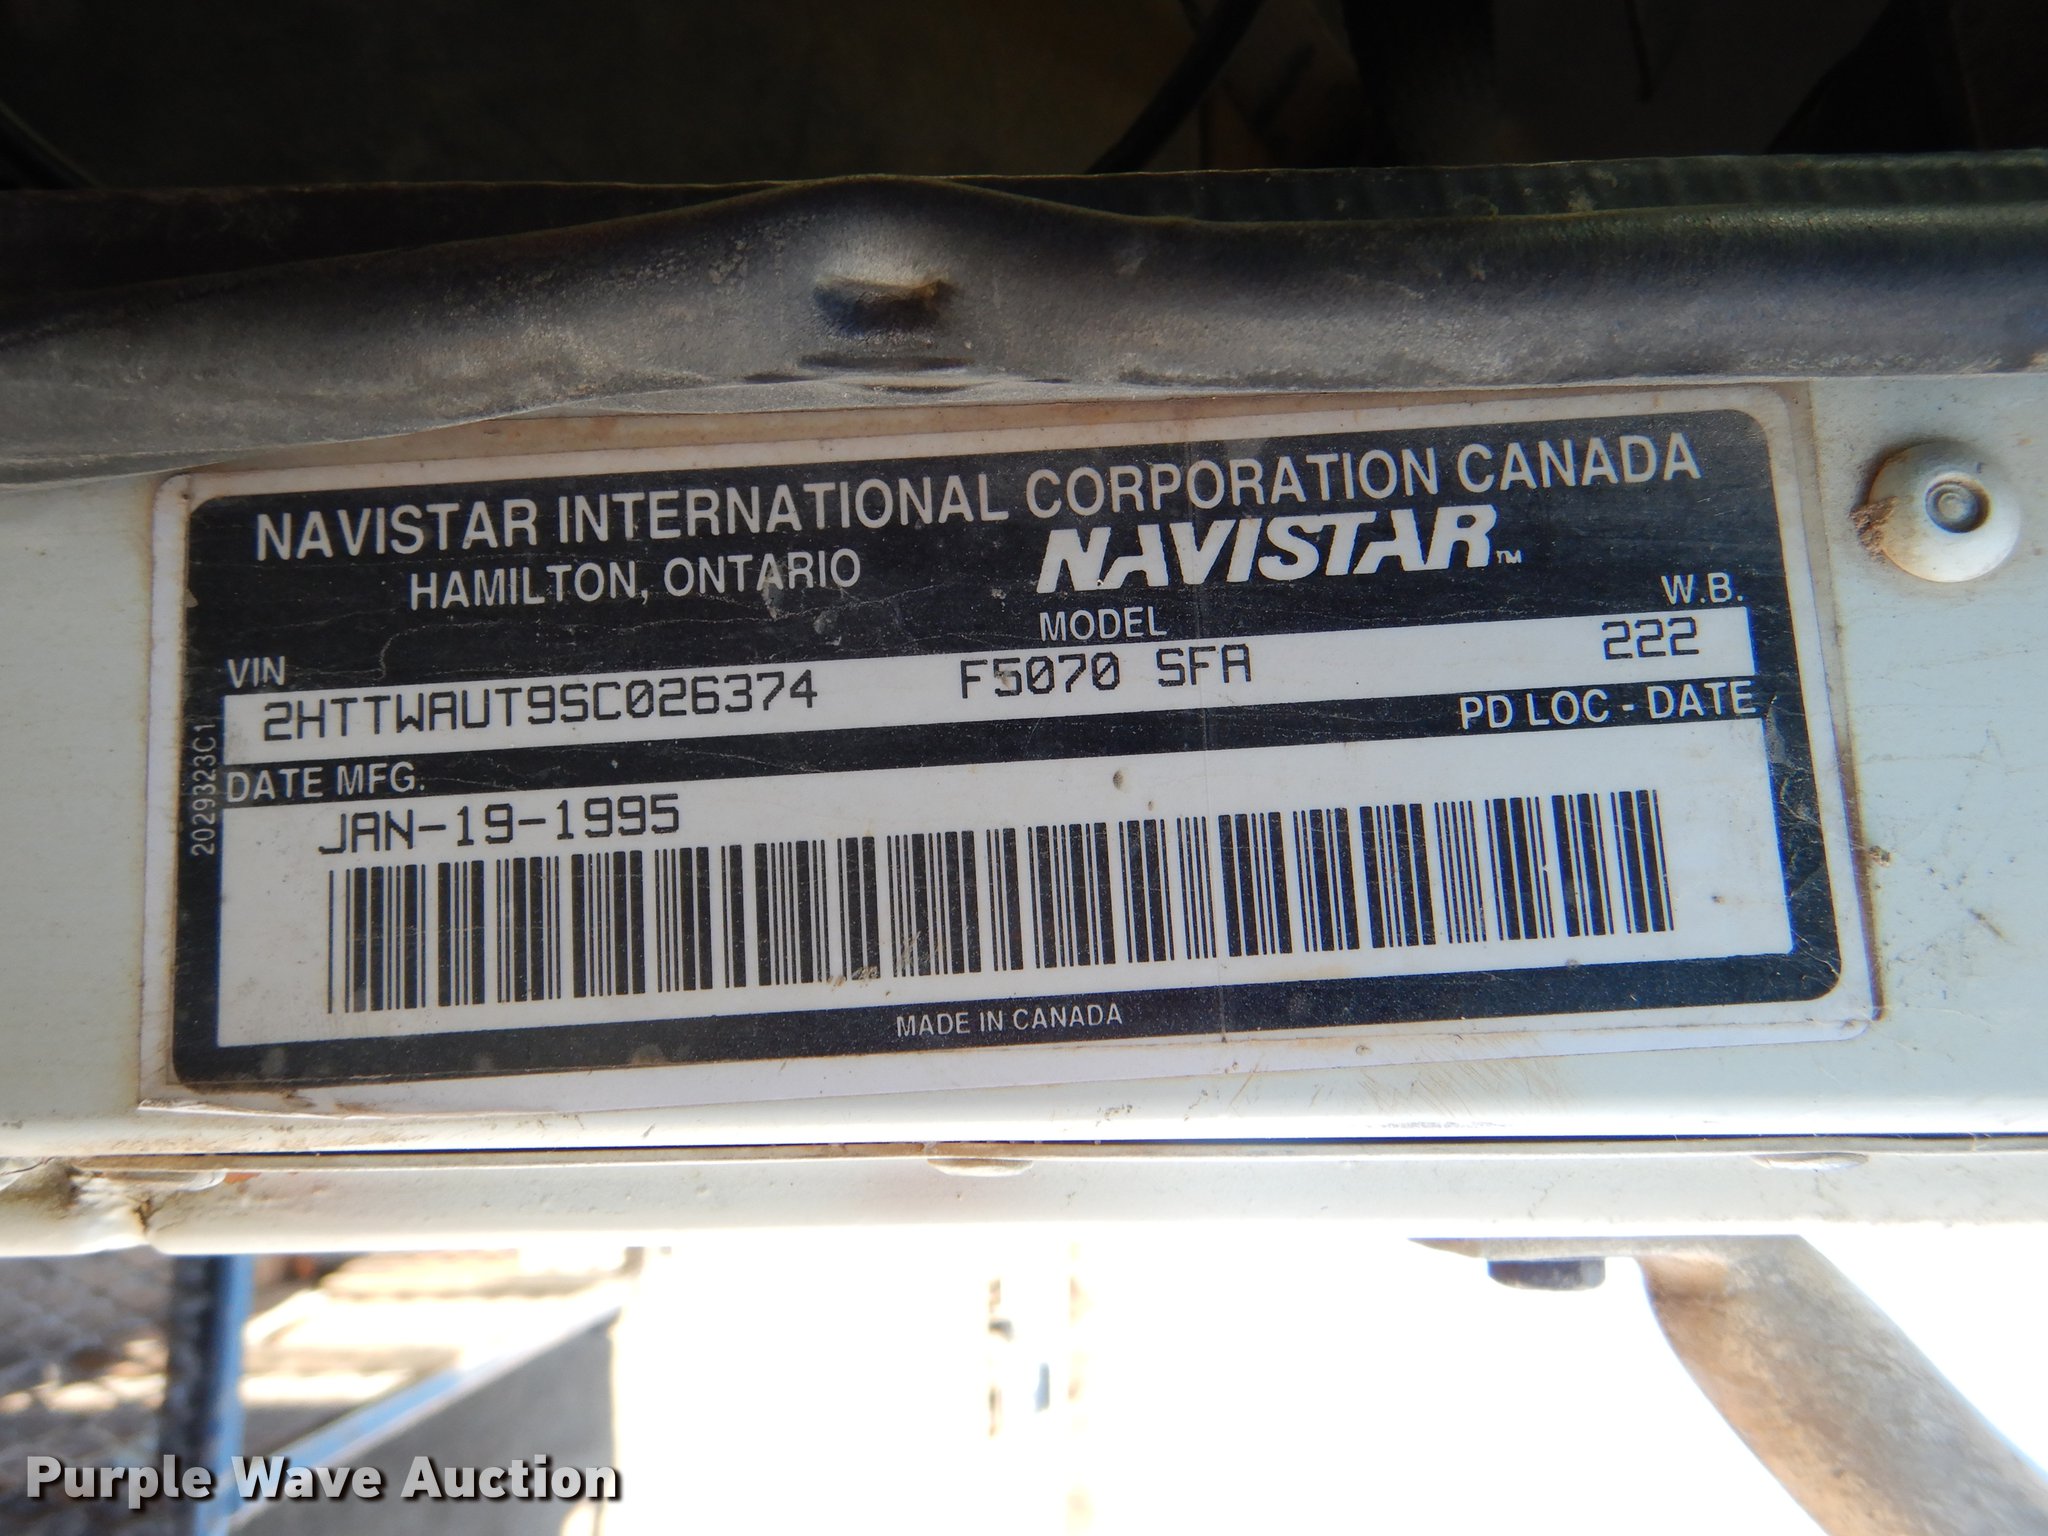 NAVISTAR INTERNATIONAL CORPORATION CANADA
HAMILTON, ONTARIO
NAVISTAR™
VIN
MODEL
W.B.
2HTTWAUT9SC026374
F5070 SFA
222
DATE MFG.
PD LOC - DATE
JAN-19-1995
2029323C1
MADE IN CANADA
Purple Wave Auction